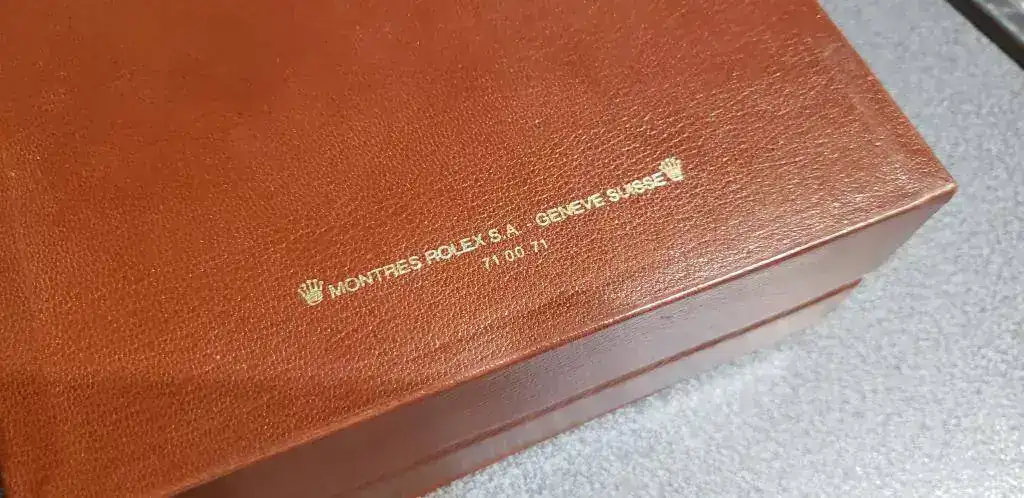 MONTRES ROLEX S.A. GENEVE SUISSE
71 00 71